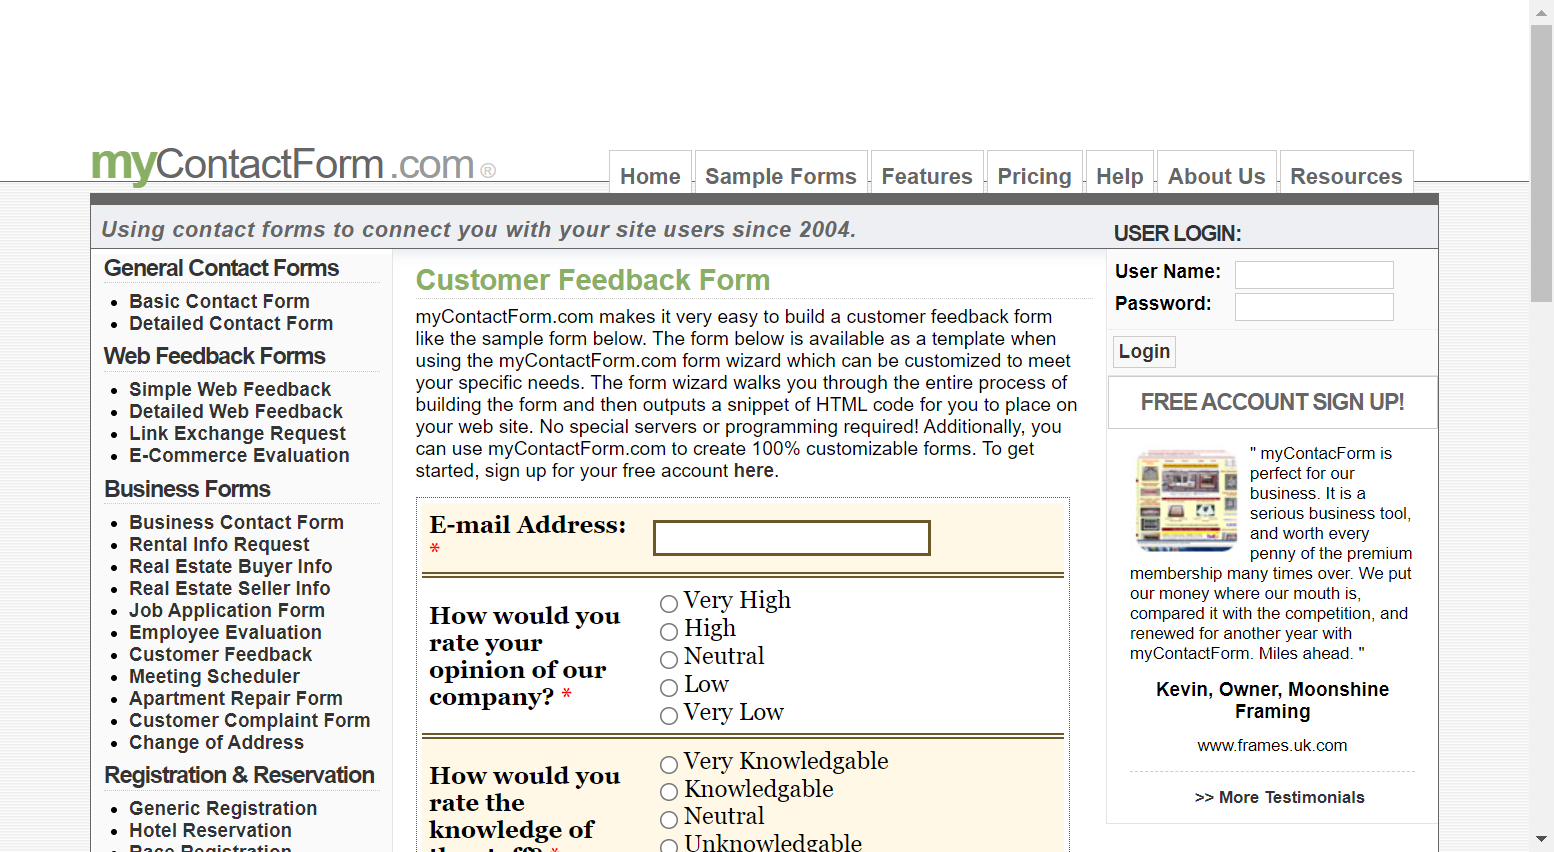 myContactForm.com®
Home
Sample Forms
Features
Pricing
Help
About Us
Resources
Using contact forms to connect you with your site users since 2004.
USER LOGIN:
General Contact Forms
Basic Contact Form
Detailed Contact Form
Web Feedback Forms
Simple Web Feedback
Detailed Web Feedback
Link Exchange Request
E-Commerce Evaluation
Business Forms
Business Contact Form
Rental Info Request
Real Estate Buyer Info
Real Estate Seller Info
Job Application Form
Employee Evaluation
Customer Feedback
Meeting Scheduler
Apartment Repair Form
Customer Complaint Form
Change of Address
Registration & Reservation
Generic Registration
Hotel Reservation
Race Registration
Customer Feedback Form
myContactForm.com makes it very easy to build a customer feedback form
like the sample form below. The form below is available as a template when
using the myContactForm.com form wizard which can be customized to meet
your specific needs. The form wizard walks you through the entire process of
building the form and then outputs a snippet of HTML code for you to place on
your web site. No special servers or programming required! Additionally, you
can use myContactForm.com to create 100% customizable forms. To get
started, sign up for your free account here.
E-mail Address:
*
How would you
rate your
opinion of our
company? *
Very High
High
Neutral
Low
Very Low
How would you
rate the
knowledge of
the staff? *
Very Knowledgable
Knowledgable
Neutral
Unknowledgable
User Name:
Password:
Login
FREE ACCOUNT SIGN UP!
" myContacForm is
perfect for our
business. It is a
serious business tool,
and worth every
penny of the premium
membership many times over. We put
our money where our mouth is,
compared it with the competition, and
renewed for another year with
myContactForm. Miles ahead. "
Kevin, Owner, Moonshine
Framing
www.frames.uk.com
>> More Testimonials